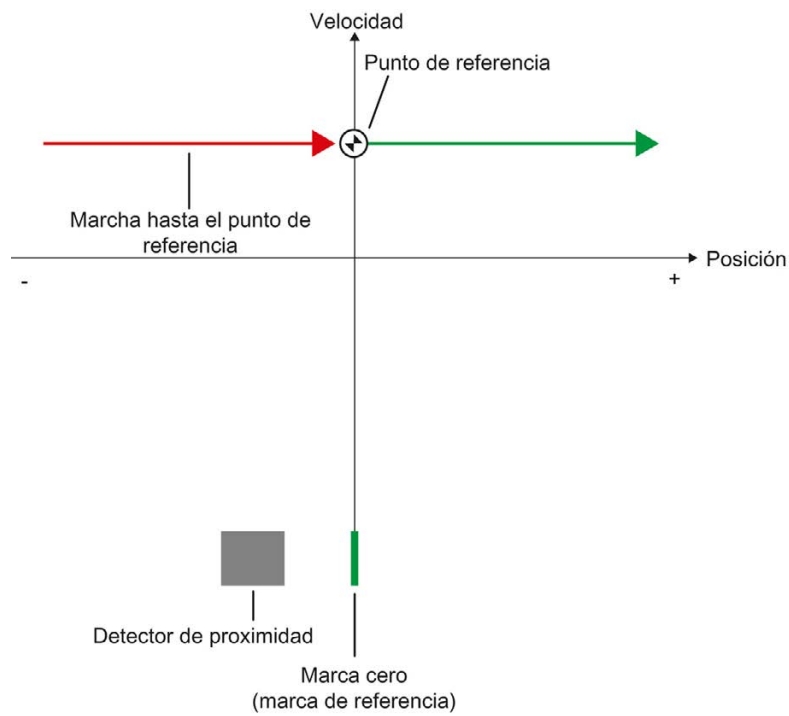 Velocidad
Punto de referencia
Marcha hasta el punto de
referencia
Posición
-
+
Detector de proximidad
Marca cero
(marca de referencia)